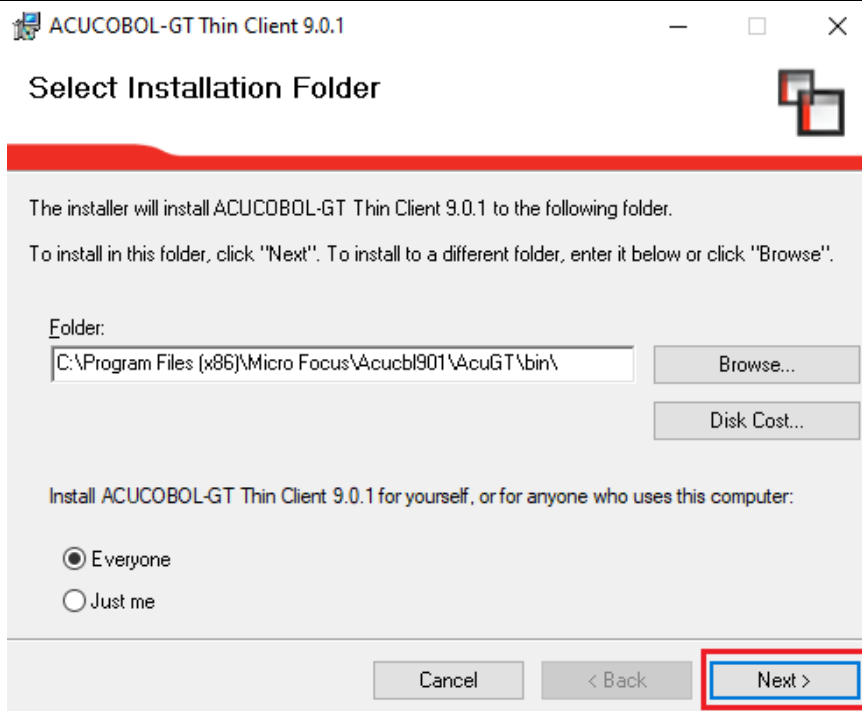 ACUCOBOL-GT Thin Client 9.0.1
Select Installation Folder
The installer will install ACUCOBOL-GT Thin Client 9.0.1 to the following folder.
To install in this folder, click "Next". To install to a different folder, enter it below or click "Browse".
Folder:
C:\Program Files (x86)\Micro Focus\Acucbl901\AcuGT\bin\
Browse...
Disk Cost...
Install ACUCOBOL-GT Thin Client 9.0.1 for yourself, or for anyone who uses this computer:
Everyone
Just me
Cancel
< Back
Next >